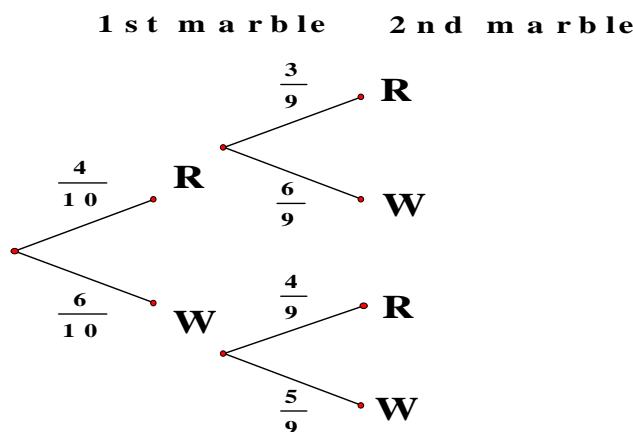 1st marble 2nd marble
3/9 R
4/10 R
6/9 W
6/10 W
4/9 R
5/9 W